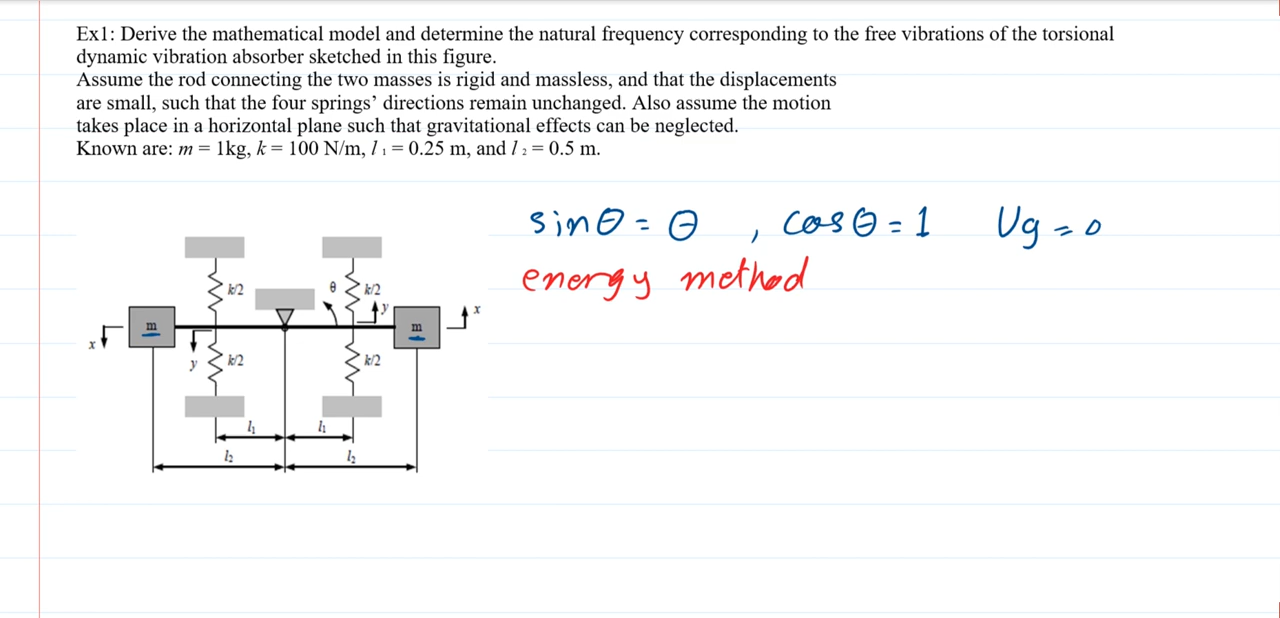 Ex1: Derive the mathematical model and determine the natural frequency corresponding to the free vibrations of the torsional
dynamic vibration absorber sketched in this figure.
Assume the rod connecting the two masses is rigid and massless, and that the displacements
are small, such that the four springs’ directions remain unchanged. Also assume the motion
takes place in a horizontal plane such that gravitational effects can be neglected.
Known are: m = 1kg, k = 100 N/m, l 1 = 0.25 m, and l 2 = 0.5 m.
sinθ = θ , cosθ = 1 Ug = 0
energy method
k/2 θ k/2
y
m m x
x
y k/2 k/2
l1 l1
l2 l2